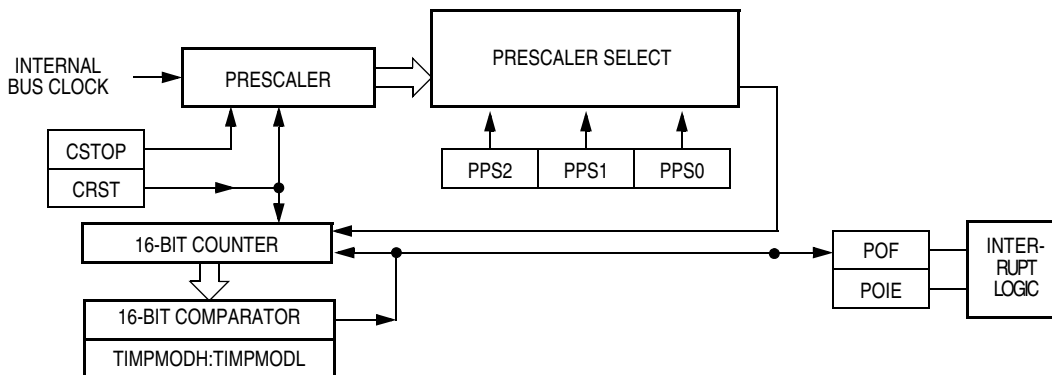 INTERNAL
BUS CLOCK
PRESCALER
PRESCALER SELECT
CSTOP
CRST
PPS2
PPS1
PPS0
16-BIT COUNTER
POF
POIE
INTER-
RUPT
LOGIC
16-BIT COMPARATOR
TIMPMODH:TIMPMODL